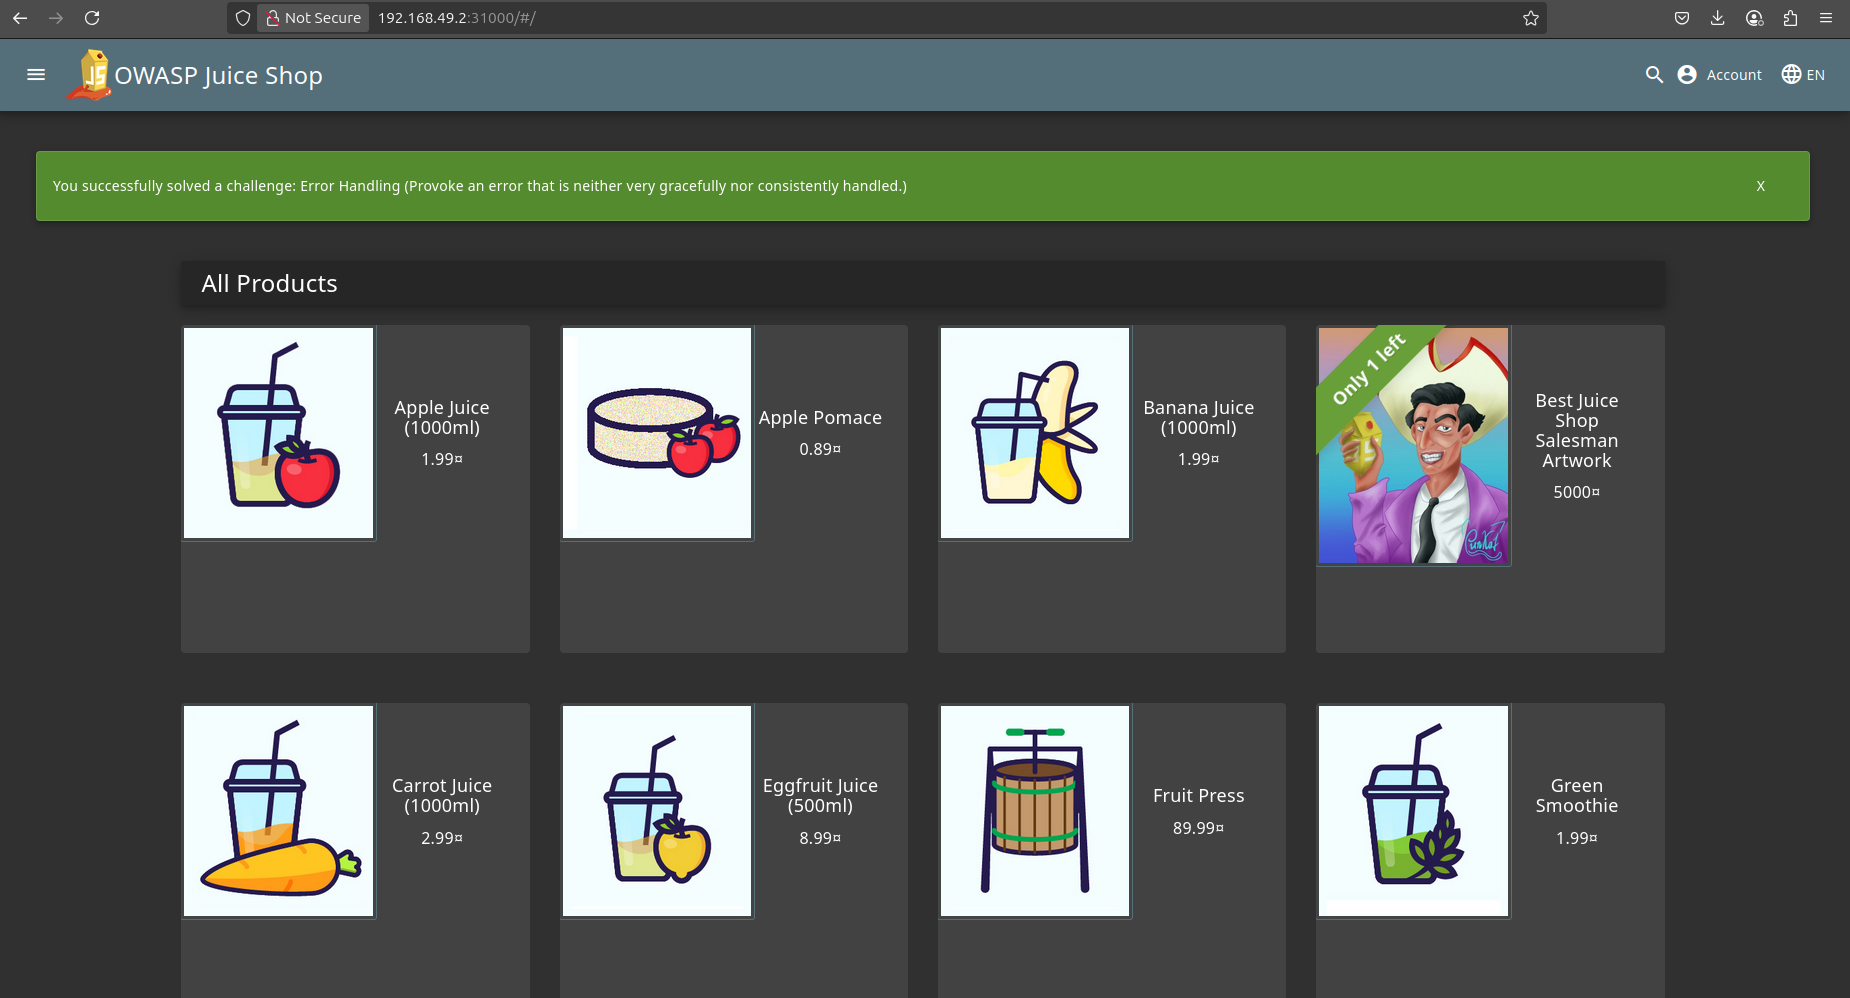 Not Secure 192.168.49.2:31000/#/
OWASP Juice Shop
Account
EN
You successfully solved a challenge: Error Handling (Provoke an error that is neither very gracefully nor consistently handled.)
X
All Products
Apple Juice
(1000ml)
1.99¤
Apple Pomace
0.89¤
Banana Juice
(1000ml)
1.99¤
Only 1 left
Best Juice
Shop
Salesman
Artwork
5000¤
Carrot Juice
(1000ml)
2.99¤
Eggfruit Juice
(500ml)
8.99¤
Fruit Press
89.99¤
Green
Smoothie
1.99¤